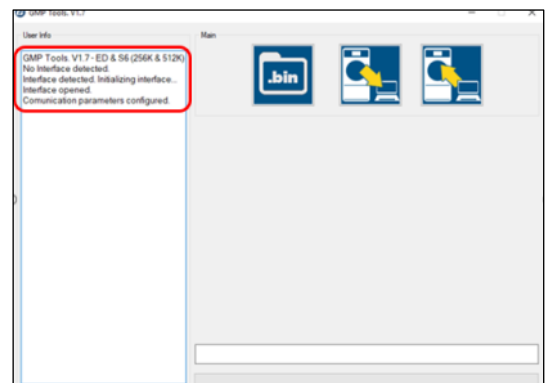 GMP Tools. V1.7
User Info
Main
GMP Tools. V1.7 - ED & S6 (256K & 512K)
No Interface detected.
Interface detected. Initializing interface...
Interface opened.
Comunication parameters configured.
.bin